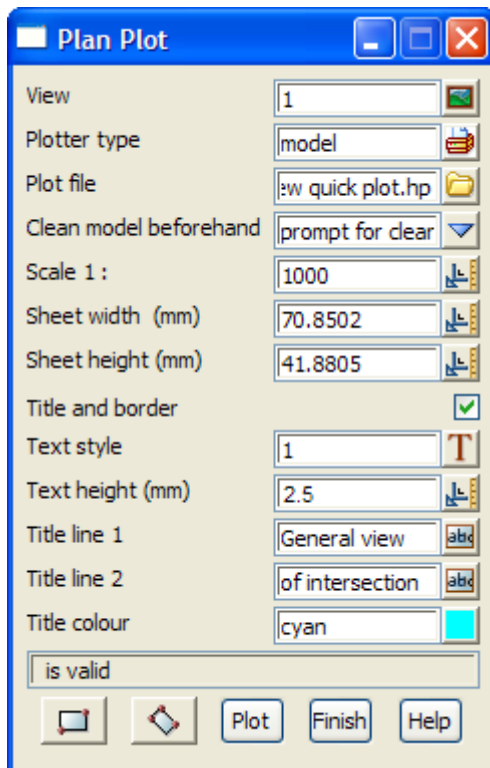 Plan Plot
View 1
Plotter type model
Plot file ew quick plot.hp
Clean model beforehand prompt for clear
Scale 1 : 1000
Sheet width (mm) 70.8502
Sheet height (mm) 41.8805
Title and border
Text style 1 T
Text height (mm) 2.5
Title line 1 General view abc
Title line 2 of intersection abc
Title colour cyan
is valid
Plot Finish Help